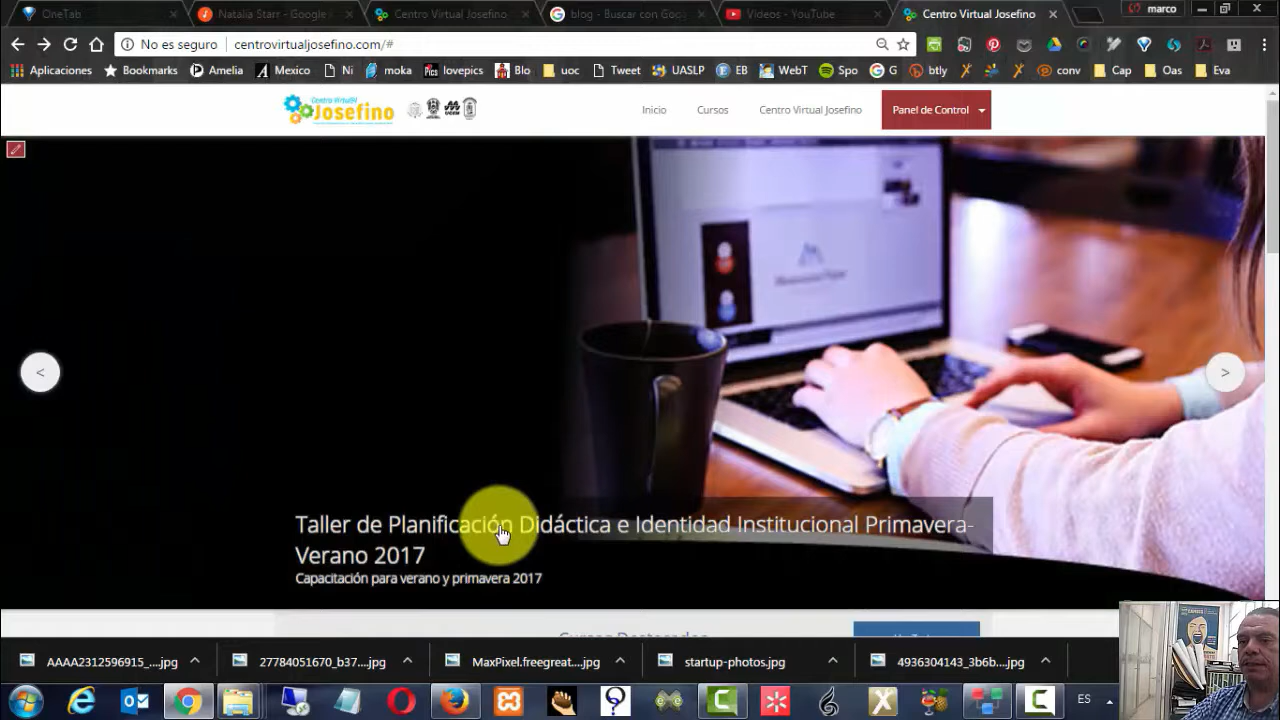 OneTab
Natalia Starr - Google
Centro Virtual Josefino
blog - Buscar con Goo
Videos - YouTube
Centro Virtual Josefino
marco
No es seguro
centrovirtualjosefino.com/#
Aplicaciones
Bookmarks
Amelia
Mexico
Ni
moka
lovepics
Blo
uoc
Tweet
UASLP
EB
WebT
Spo
G
btly
conv
Cap
Oas
Eva
Centro Virtual
Josefino
Inicio
Cursos
Centro Virtual Josefino
Panel de Control
<
>
Taller de Planificación Didáctica e Identidad Institucional Primavera-
Verano 2017
Capacitación para verano y primavera 2017
Cursos Destacados
AAAA2312596915_....jpg
27784051670_b37....jpg
MaxPixel.freegreat....jpg
startup-photos.jpg
4936304143_3b6b....jpg
ES